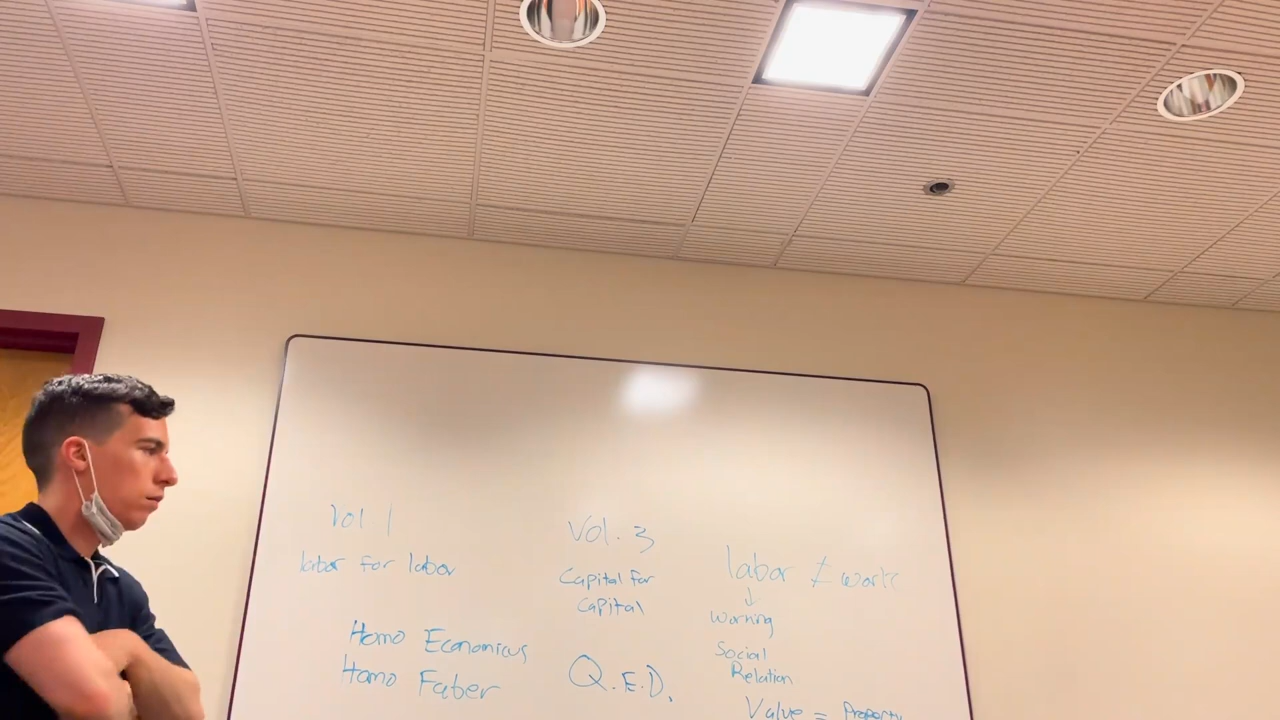 Vol 1
labor for labor
Homo Economicus
Homo Faber
Vol. 3
Capital for
Capital
Q.E.D.
labor ≠ work
↓
Working
Social
Relation
Value = Property